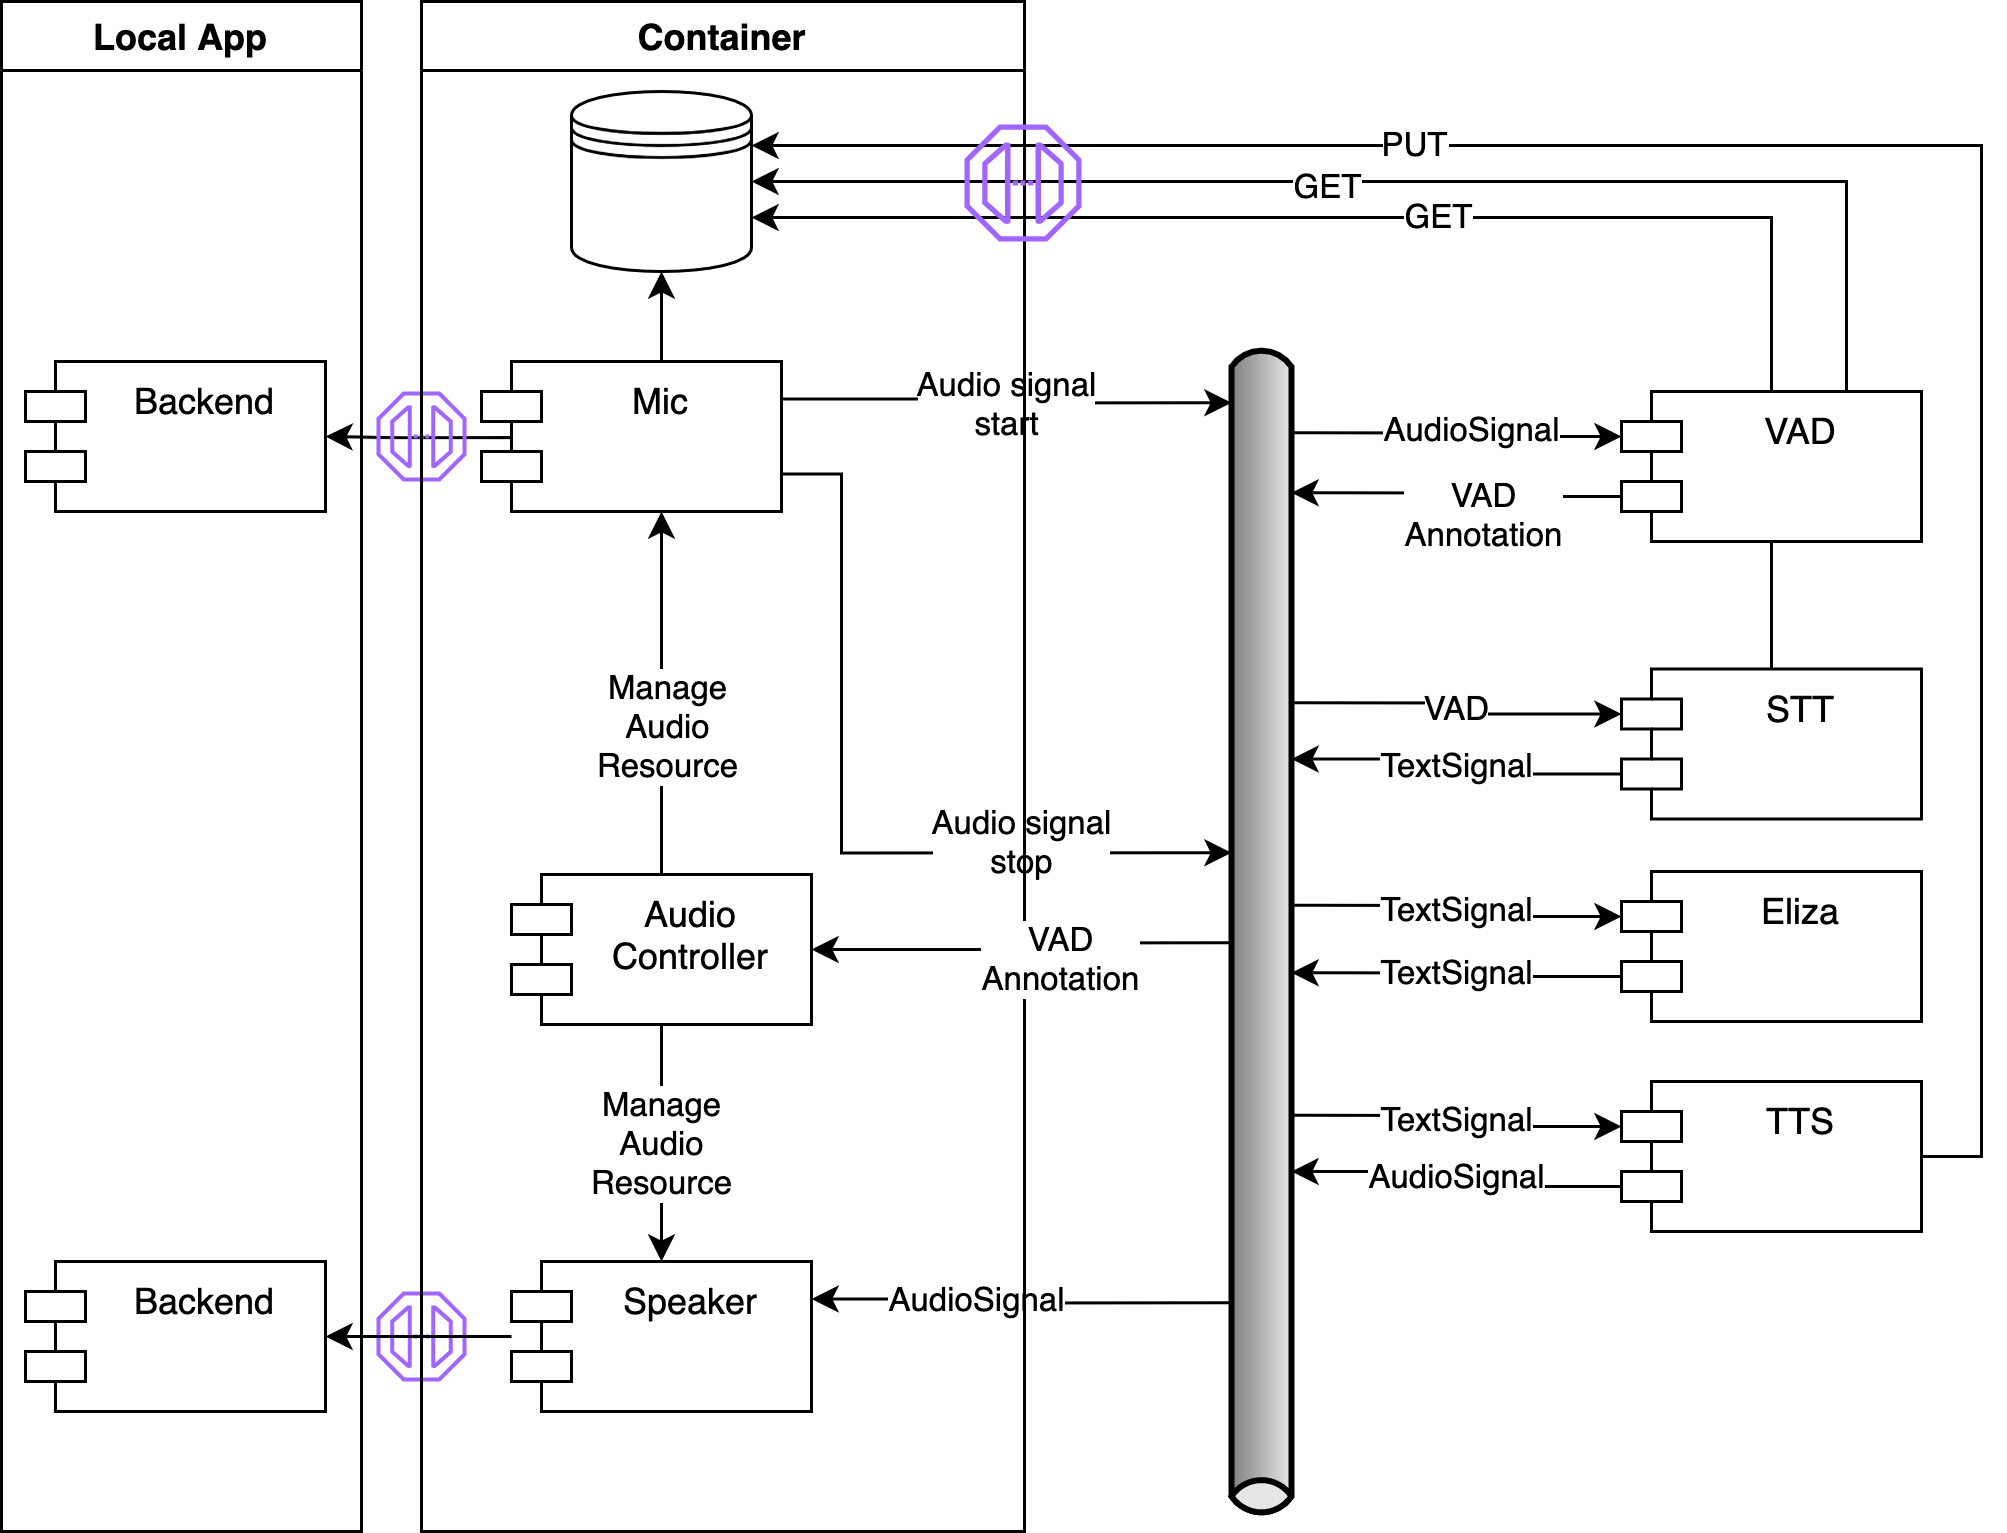 Local App
Container
PUT
GET
GET
Backend
Mic
Audio signal
start
AudioSignal
VAD
VAD
Annotation
Manage
Audio
Resource
VAD
STT
TextSignal
Audio signal
stop
Audio
Controller
VAD
Annotation
TextSignal
Eliza
TextSignal
Manage
Audio
Resource
TextSignal
TTS
AudioSignal
Backend
Speaker
AudioSignal